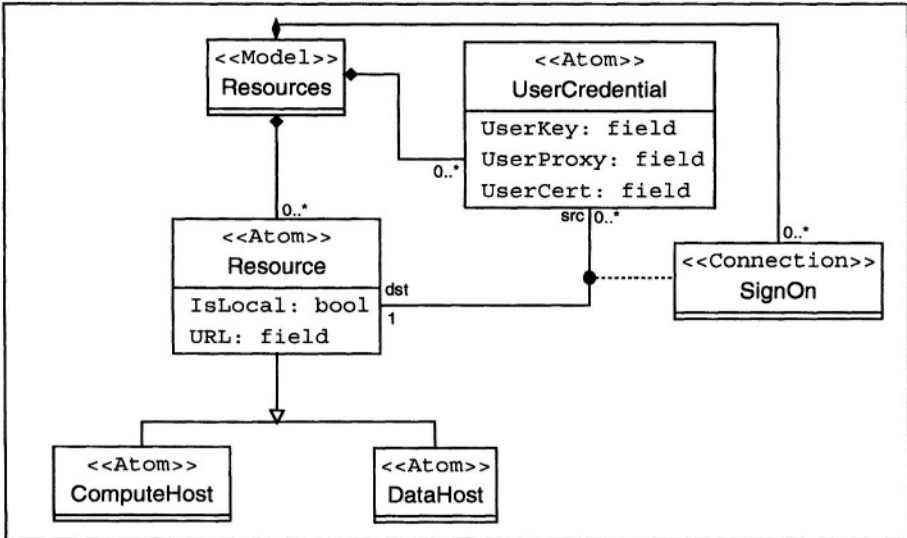 <<Model>>
Resources
<<Atom>>
UserCredential
UserKey: field
UserProxy: field
UserCert: field
0..*
src 0..*
0..*
<<Atom>>
Resource
IsLocal: bool
URL: field
dst
1
0..*
<<Connection>>
SignOn
<<Atom>>
ComputeHost
<<Atom>>
DataHost